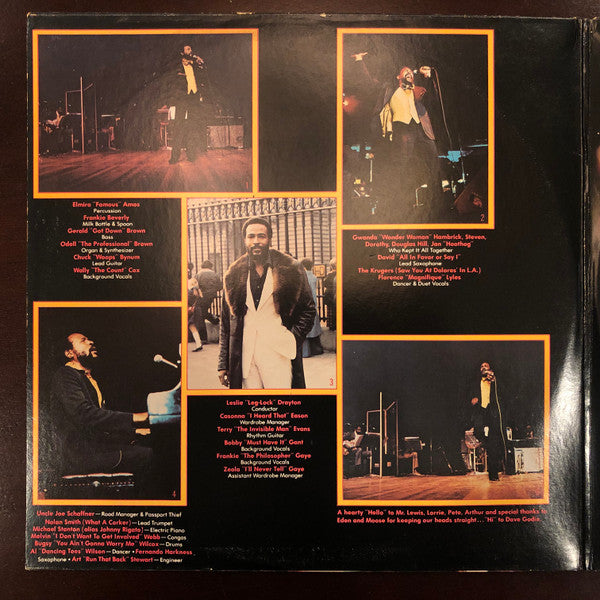 1
2
Elmira "Famous" Amos
Percussion
Frankie Beverly
Milk Bottle & Spoon
Gerald "Get Down" Brown
Bass
Odell "The Professional" Brown
Organ & Synthesizer
Chuck "Woops" Bynum
Lead Guitar
Wally "The Count" Cox
Background Vocals
Gwanda "Wonder Woman" Hambrick, Steven,
Dorothy, Douglas Hill, Jan "Heathog"
Who Kept It All Together
David "All In Favor or Say I"
Lead Saxophone
The Krugers (Saw You At Dolores' In L.A.)
Florence "Magnifique" Lyles
Dancer & Duet Vocals
3
Leslie "Leg-Lock" Drayton
Conductor
Casonna "I Heard That" Eason
Wardrobe Manager
Terry "The Invisible Man" Evans
Rhythm Guitar
Bobby "Must Have It" Gant
Background Vocals
Frankie "The Philosopher" Gaye
Background Vocals
Zeola "I'll Never Tell" Gaye
Assistant Wardrobe Manager
4
Uncle Joe Schaffner — Road Manager & Passport Thief
Nolan Smith (What A Corker) — Lead Trumpet
Michael Stanton (alias Johnny Rigato) — Electric Piano
Melvin "I Don't Want To Get Involved" Webb — Congas
Bugsy "You Ain't Gonna Worry Me" Wilcox — Drums
Al "Dancing Toes" Wilson — Dancer • Fernando Harkness
Saxophone • Art "Run That Back" Stewart — Engineer
A hearty "Hello" to Mr. Lewis, Lorrie, Pete, Arthur and special thanks to
Eden and Moose for keeping our heads straight... "Hi" to Dave Godin.